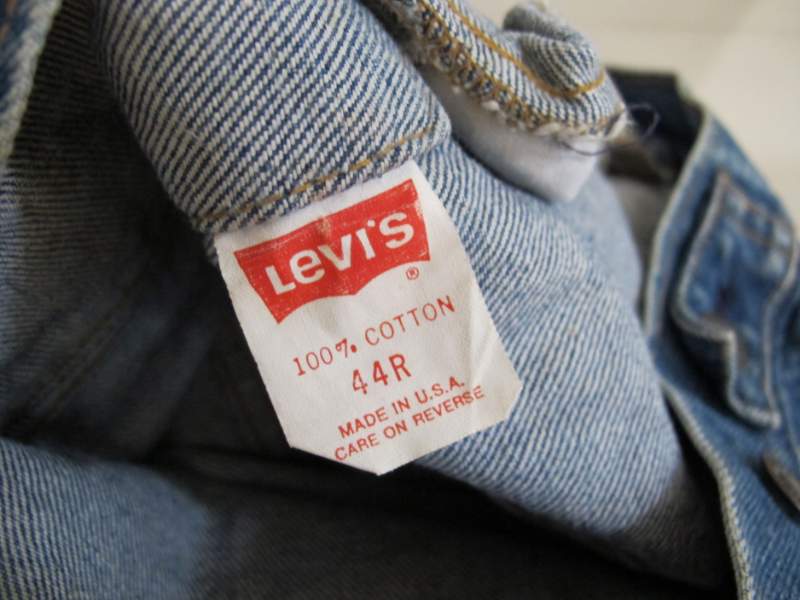 Levi's
®
100% COTTON
44R
MADE IN U.S.A.
CARE ON REVERSE